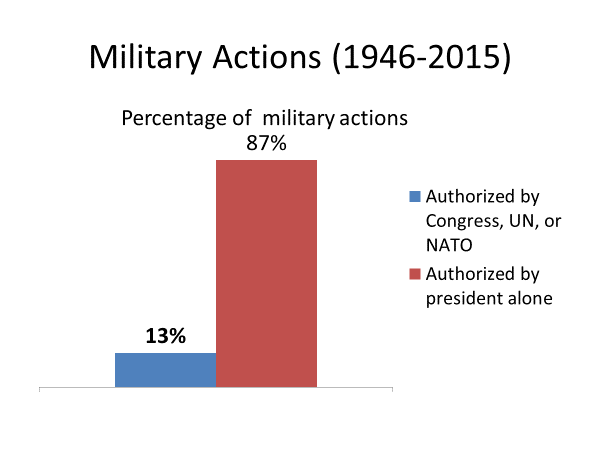 Military Actions (1946-2015)
Percentage of military actions
87%
13%
Authorized by
Congress, UN, or
NATO
Authorized by
president alone